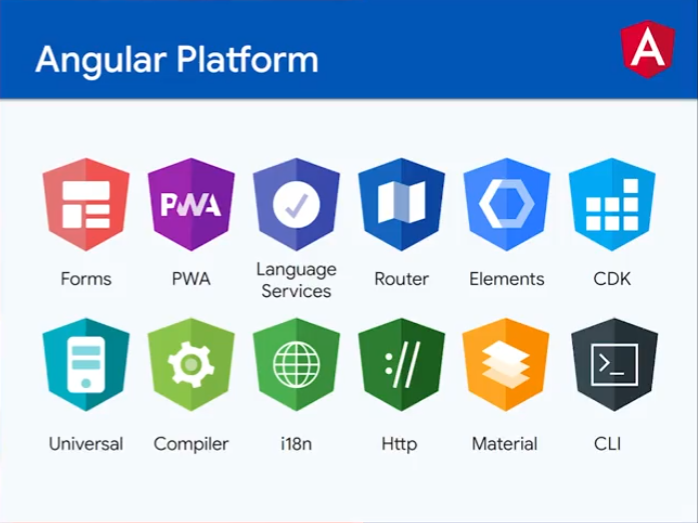 Angular Platform
A
PWA
Forms
PWA
Language
Services
Router
Elements
CDK
://
>_
Universal
Compiler
i18n
Http
Material
CLI